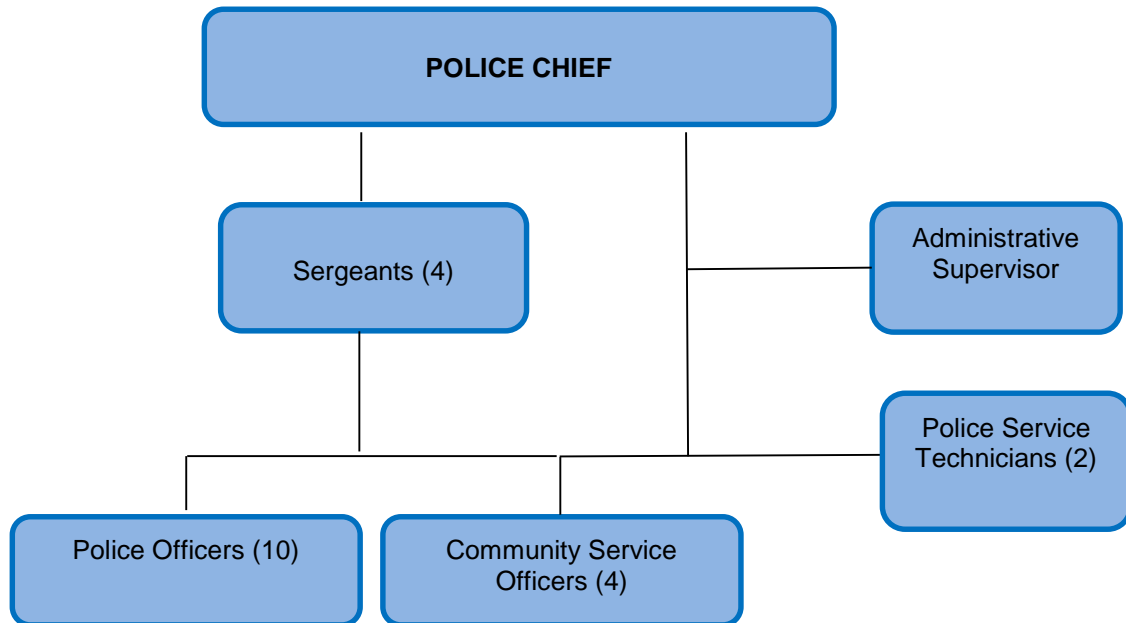 POLICE CHIEF
Sergeants (4)
Administrative
Supervisor
Police Service
Technicians (2)
Police Officers (10)
Community Service
Officers (4)